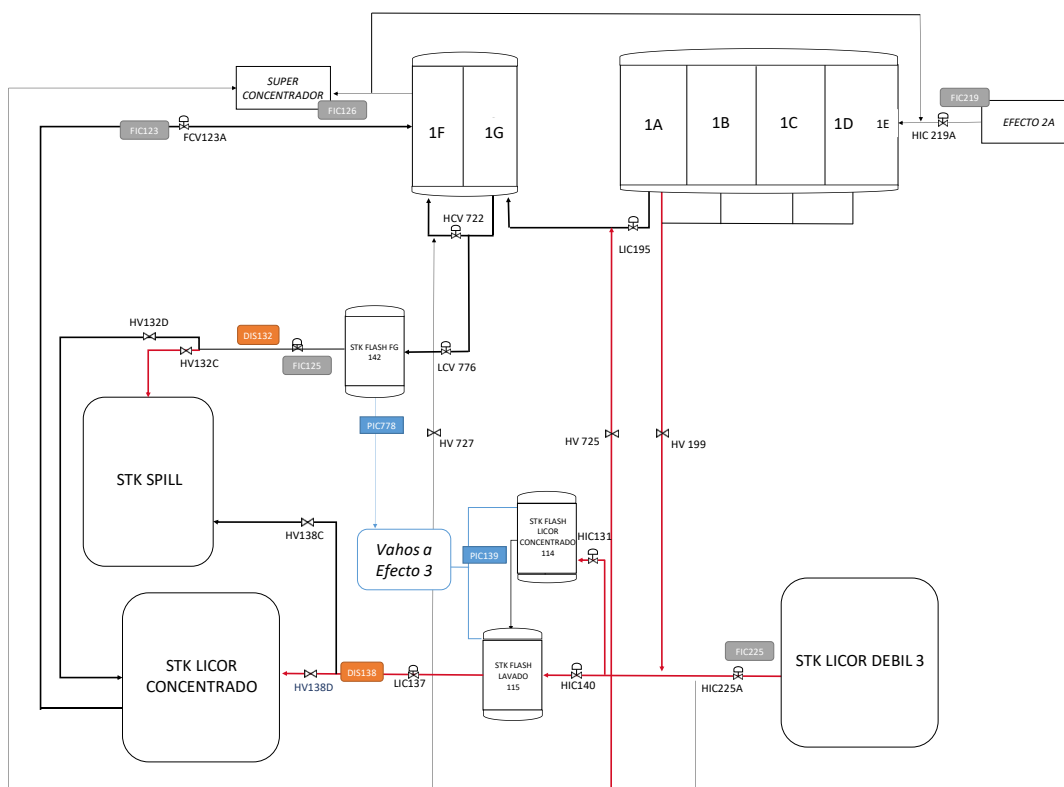 SUPER
CONCENTRADOR
FIC126
FIC123
FCV123A
1F
1G
1A
1B
1C
1D
1E
FIC219
HIC 219A
EFECTO 2A
HCV 722
LIC195
HV132D
DIS132
HV132C
FIC125
STK FLASH FG
142
LCV 776
PIC778
HV 727
HV 725
HV 199
STK SPILL
HV138C
Vahos a
Efecto 3
PIC139
STK FLASH
LICOR
CONCENTRADO
114
HIC131
STK LICOR
CONCENTRADO
HV138D
DIS138
LIC137
STK FLASH
LAVADO
115
HIC140
HIC225A
FIC225
STK LICOR DEBIL 3